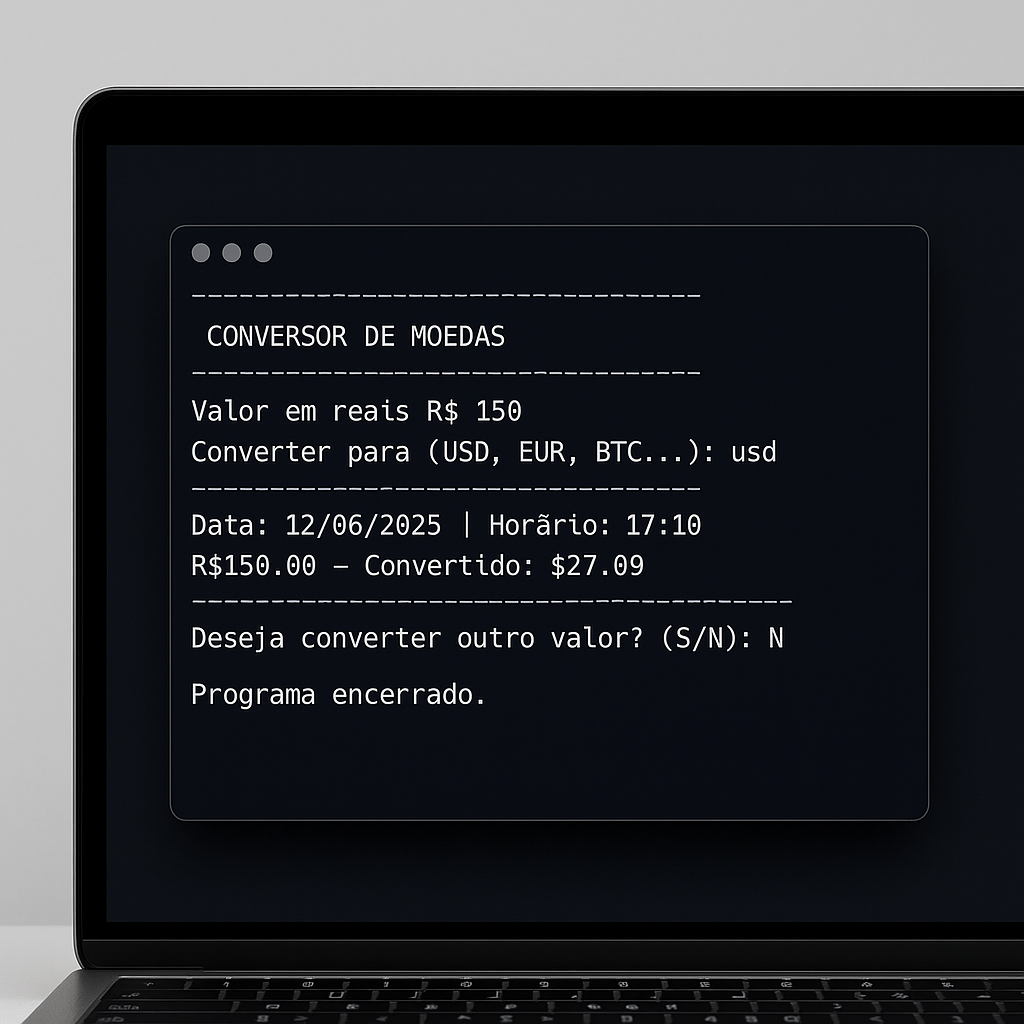 ---------------------------------
CONVERSOR DE MOEDAS
---------------------------------
Valor em reais R$ 150
Converter para (USD, EUR, BTC...): usd
---------------------------------
Data: 12/06/2025 | Horãrio: 17:10
R$150.00 – Convertido: $27.09
---------------------------------------
Deseja converter outro valor? (S/N): N
Programa encerrado.